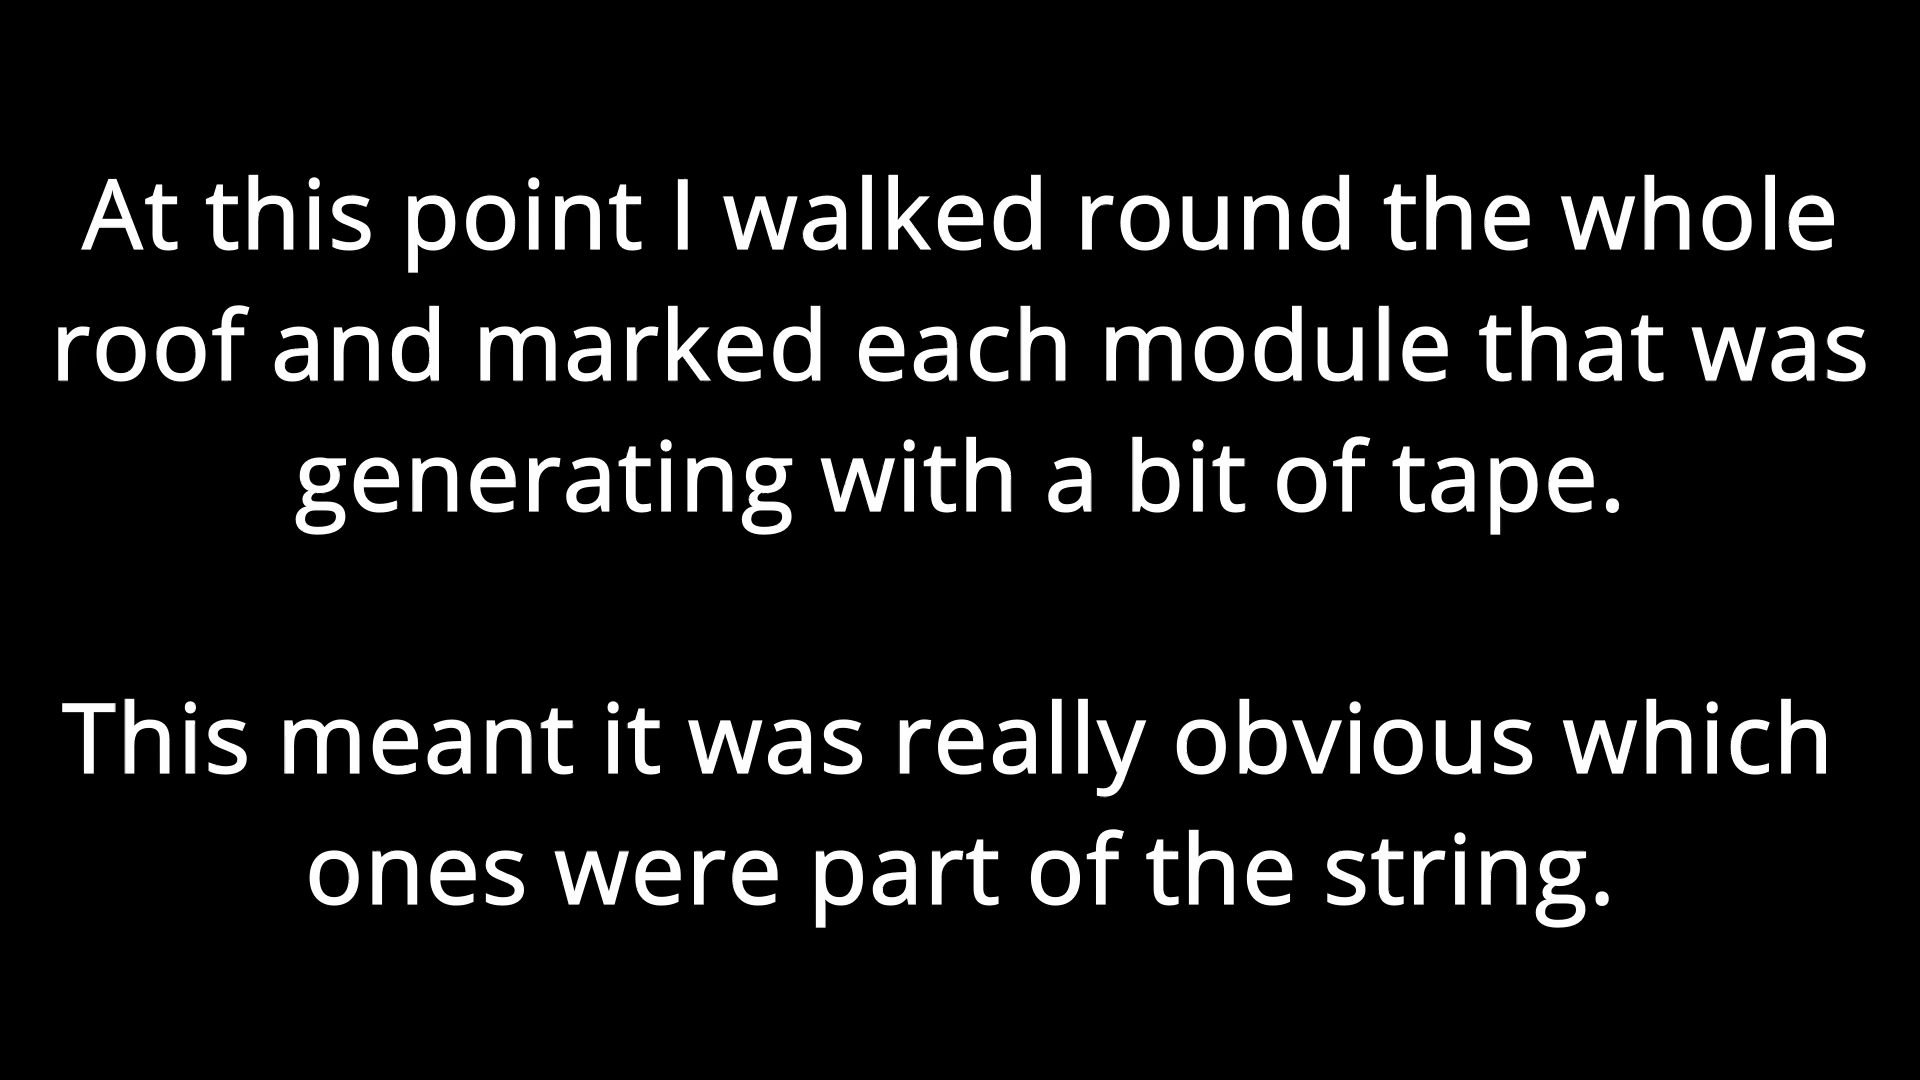 At this point I walked round the whole
roof and marked each module that was
generating with a bit of tape.
This meant it was really obvious which
ones were part of the string.